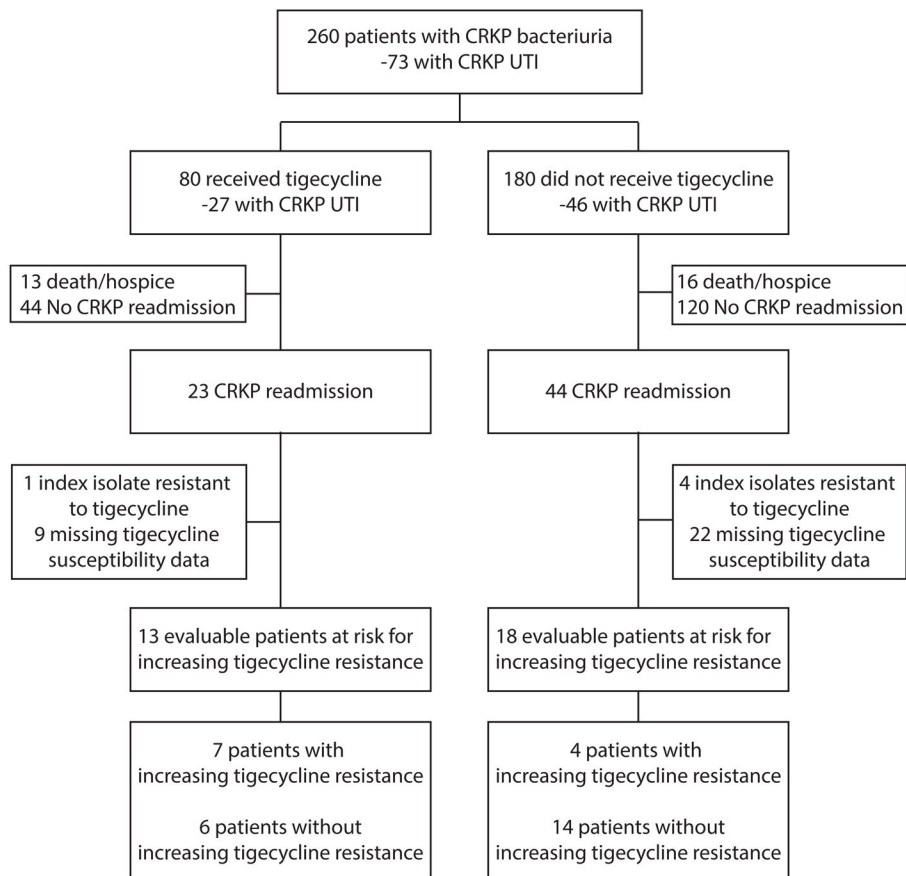 260 patients with CRKP bacteriuria
-73 with CRKP UTI
80 received tigecycline
-27 with CRKP UTI
180 did not receive tigecycline
-46 with CRKP UTI
13 death/hospice
44 No CRKP readmission
16 death/hospice
120 No CRKP readmission
23 CRKP readmission
44 CRKP readmission
1 index isolate resistant
to tigecycline
9 missing tigecycline
susceptibility data
4 index isolates resistant
to tigecycline
22 missing tigecycline
susceptibility data
13 evaluable patients at risk for
increasing tigecycline resistance
18 evaluable patients at risk for
increasing tigecycline resistance
7 patients with
increasing tigecycline resistance
6 patients without
increasing tigecycline resistance
4 patients with
increasing tigecycline resistance
14 patients without
increasing tigecycline resistance